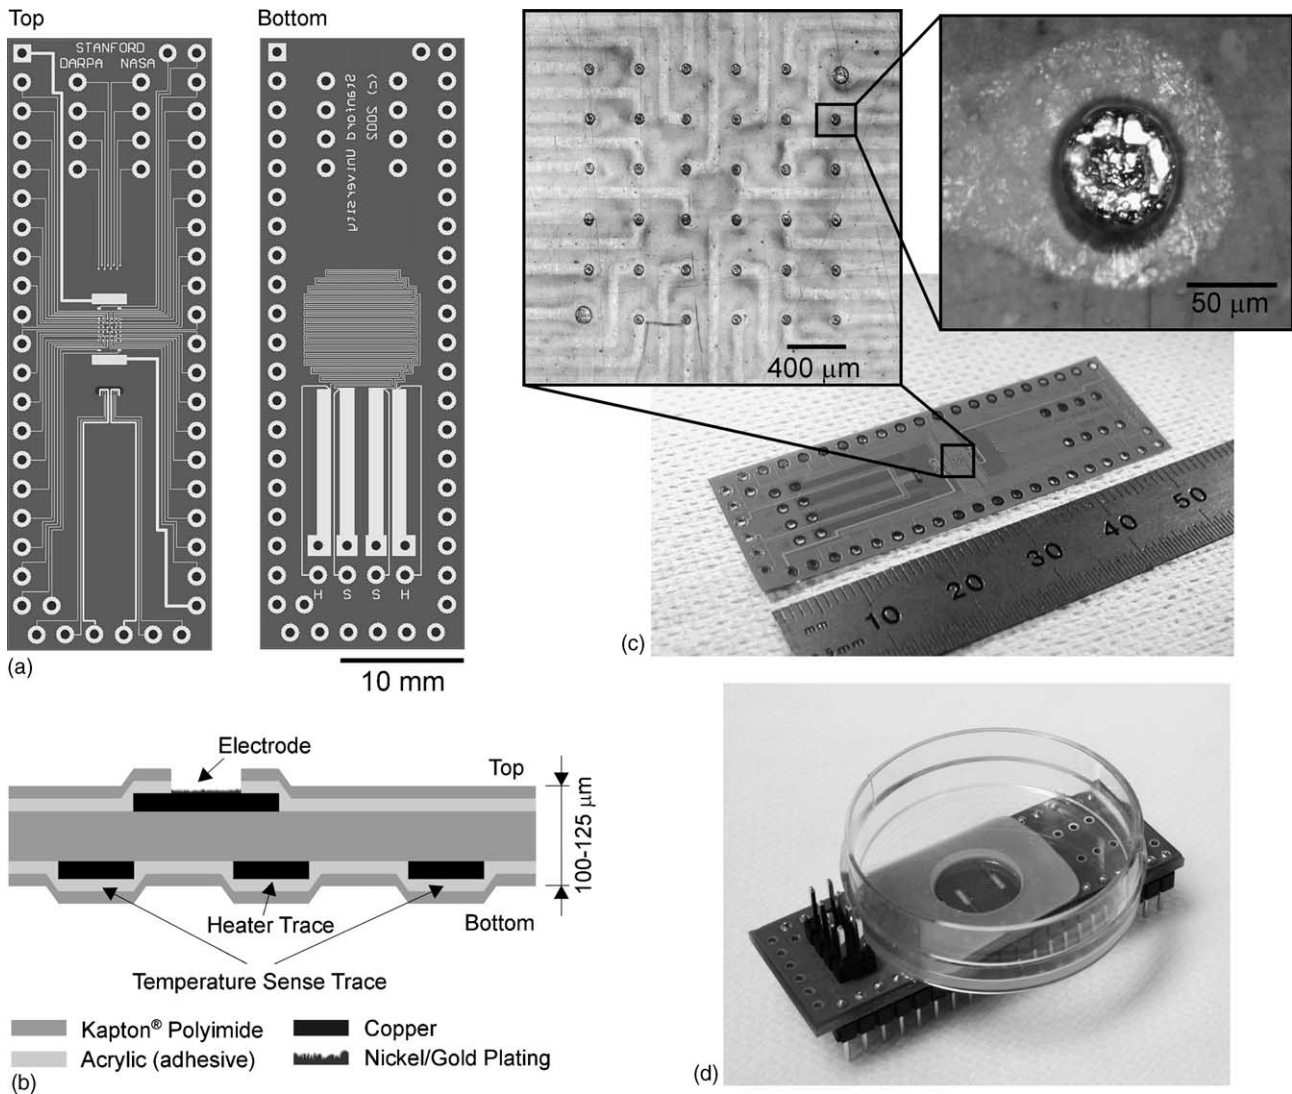 Top
Bottom
STANFORD
DARPA NASA
(c) 2002
Stanford University
H S S H
(a)
10 mm
400 μm
50 μm
10 20 30 40 50
mm
.5mm
(c)
Electrode
Top
100-125 μm
Heater Trace
Bottom
Temperature Sense Trace
Kapton® Polyimide
Copper
Acrylic (adhesive)
Nickel/Gold Plating
(b)
(d)